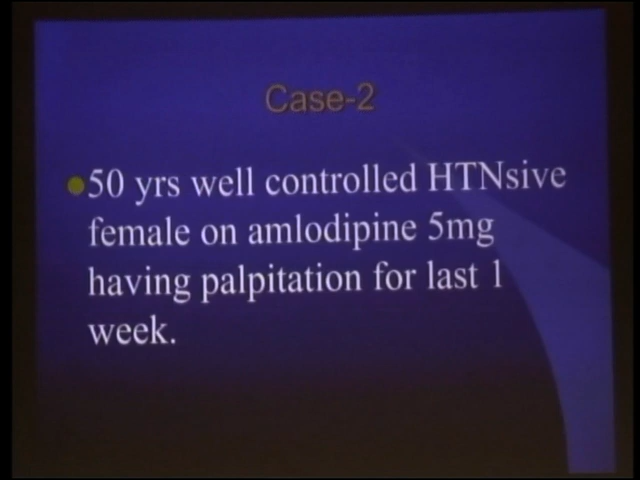 Case-2
50 yrs well controlled HTNsive
female on amlodipine 5mg
having palpitation for last 1
week.